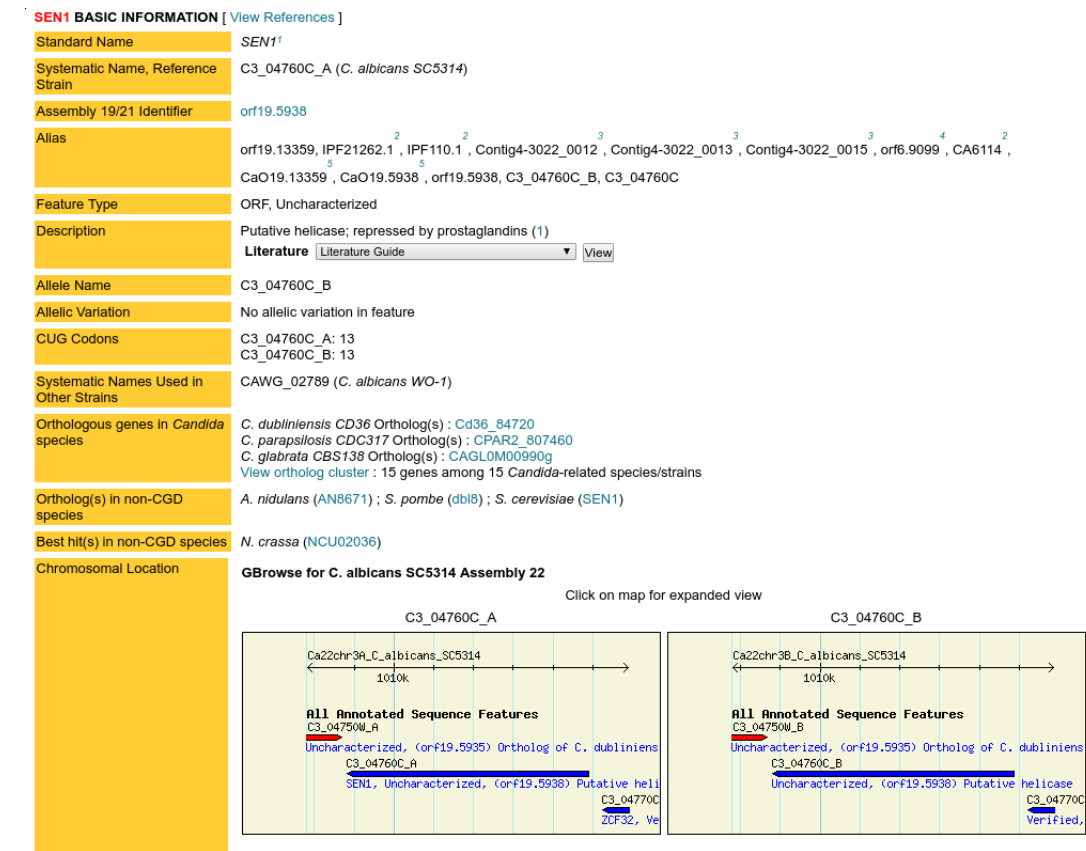 SEN1 BASIC INFORMATION [ View References ]
Standard Name SEN1 1
Systematic Name, Reference Strain C3_04760C_A (C. albicans SC5314)
Assembly 19/21 Identifier orf19.5938
Alias
orf19.13359, IPF21262.1 2 , IPF110.1 2 , Contig4-3022_0012 3 , Contig4-3022_0013 3 , Contig4-3022_0015 3 , orf6.9099 4 , CA6114 2 ,
CaO19.13359 5 , CaO19.5938 5 , orf19.5938, C3_04760C_B, C3_04760C
Feature Type ORF, Uncharacterized
Description Putative helicase; repressed by prostaglandins (1)
Literature Literature Guide ▼ View
Allele Name C3_04760C_B
Allelic Variation No allelic variation in feature
CUG Codons C3_04760C_A: 13
C3_04760C_B: 13
Systematic Names Used in Other Strains CAWG_02789 (C. albicans WO-1)
Orthologous genes in Candida species
C. dubliniensis CD36 Ortholog(s) : Cd36_84720
C. parapsilosis CDC317 Ortholog(s) : CPAR2_807460
C. glabrata CBS138 Ortholog(s) : CAGL0M00990g
View ortholog cluster : 15 genes among 15 Candida-related species/strains
Ortholog(s) in non-CGD species A. nidulans (AN8671) ; S. pombe (dbl8) ; S. cerevisiae (SEN1)
Best hit(s) in non-CGD species N. crassa (NCU02036)
Chromosomal Location GBrowse for C. albicans SC5314 Assembly 22
Click on map for expanded view
C3_04760C_A
Ca22chr3A_C_albicans_SC5314
1010k
All Annotated Sequence Features
C3_04750W_A
Uncharacterized, (orf19.5935) Ortholog of C. dubliniens
C3_04760C_A
SEN1, Uncharacterized, (orf19.5938) Putative heli
C3_04770C
ZCF32, Ve
C3_04760C_B
Ca22chr3B_C_albicans_SC5314
1010k
All Annotated Sequence Features
C3_04750W_B
Uncharacterized, (orf19.5935) Ortholog of C. dubliniens
C3_04760C_B
Uncharacterized, (orf19.5938) Putative helicase
C3_04770C
Verified,